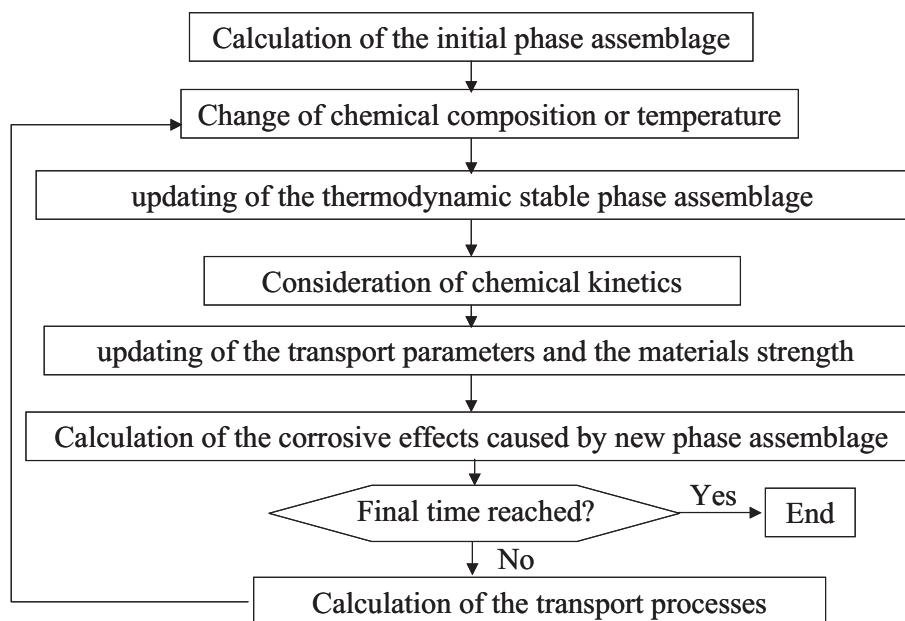 Calculation of the initial phase assemblage
Change of chemical composition or temperature
updating of the thermodynamic stable phase assemblage
Consideration of chemical kinetics
updating of the transport parameters and the materials strength
Calculation of the corrosive effects caused by new phase assemblage
Final time reached?
Yes
End
No
Calculation of the transport processes